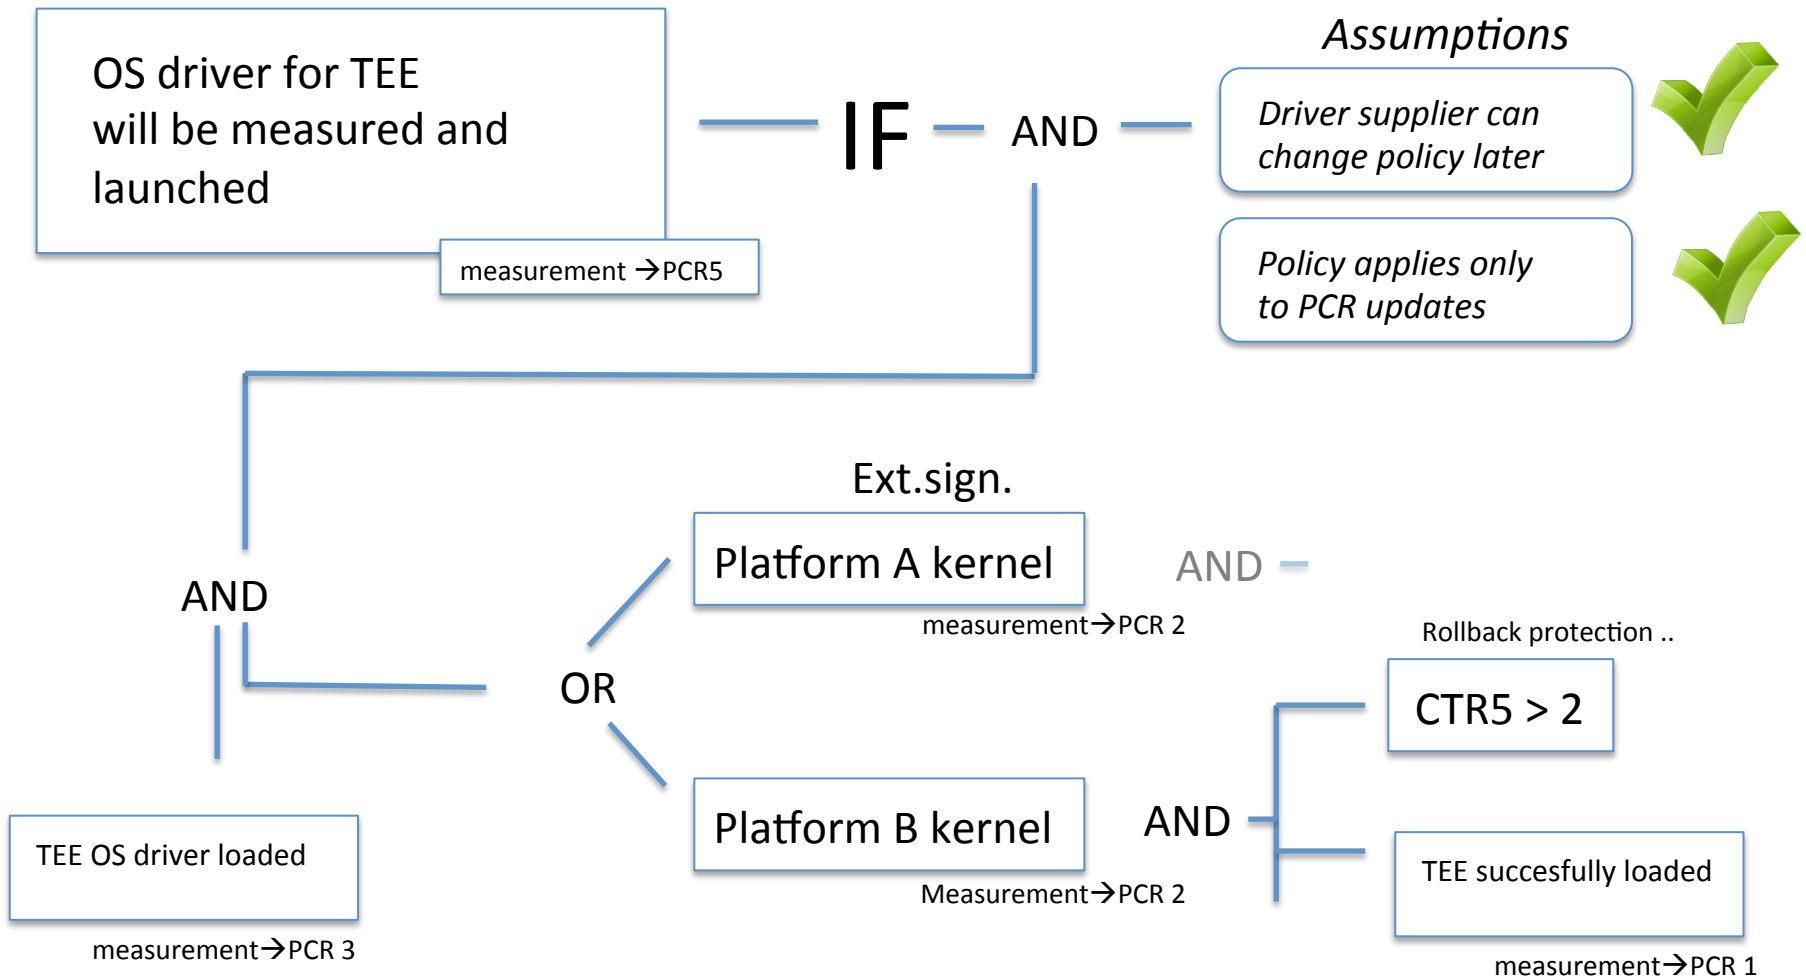 Assumptions
OS driver for TEE
will be measured and
launched
measurement →PCR5
IF
AND
Driver supplier can
change policy later
Policy applies only
to PCR updates
Ext.sign.
Platform A kernel
AND
measurement→PCR 2
AND
OR
Rollback protection ..
CTR5 > 2
Platform B kernel
AND
Measurement→PCR 2
TEE OS driver loaded
measurement→PCR 3
TEE succesfully loaded
measurement→PCR 1